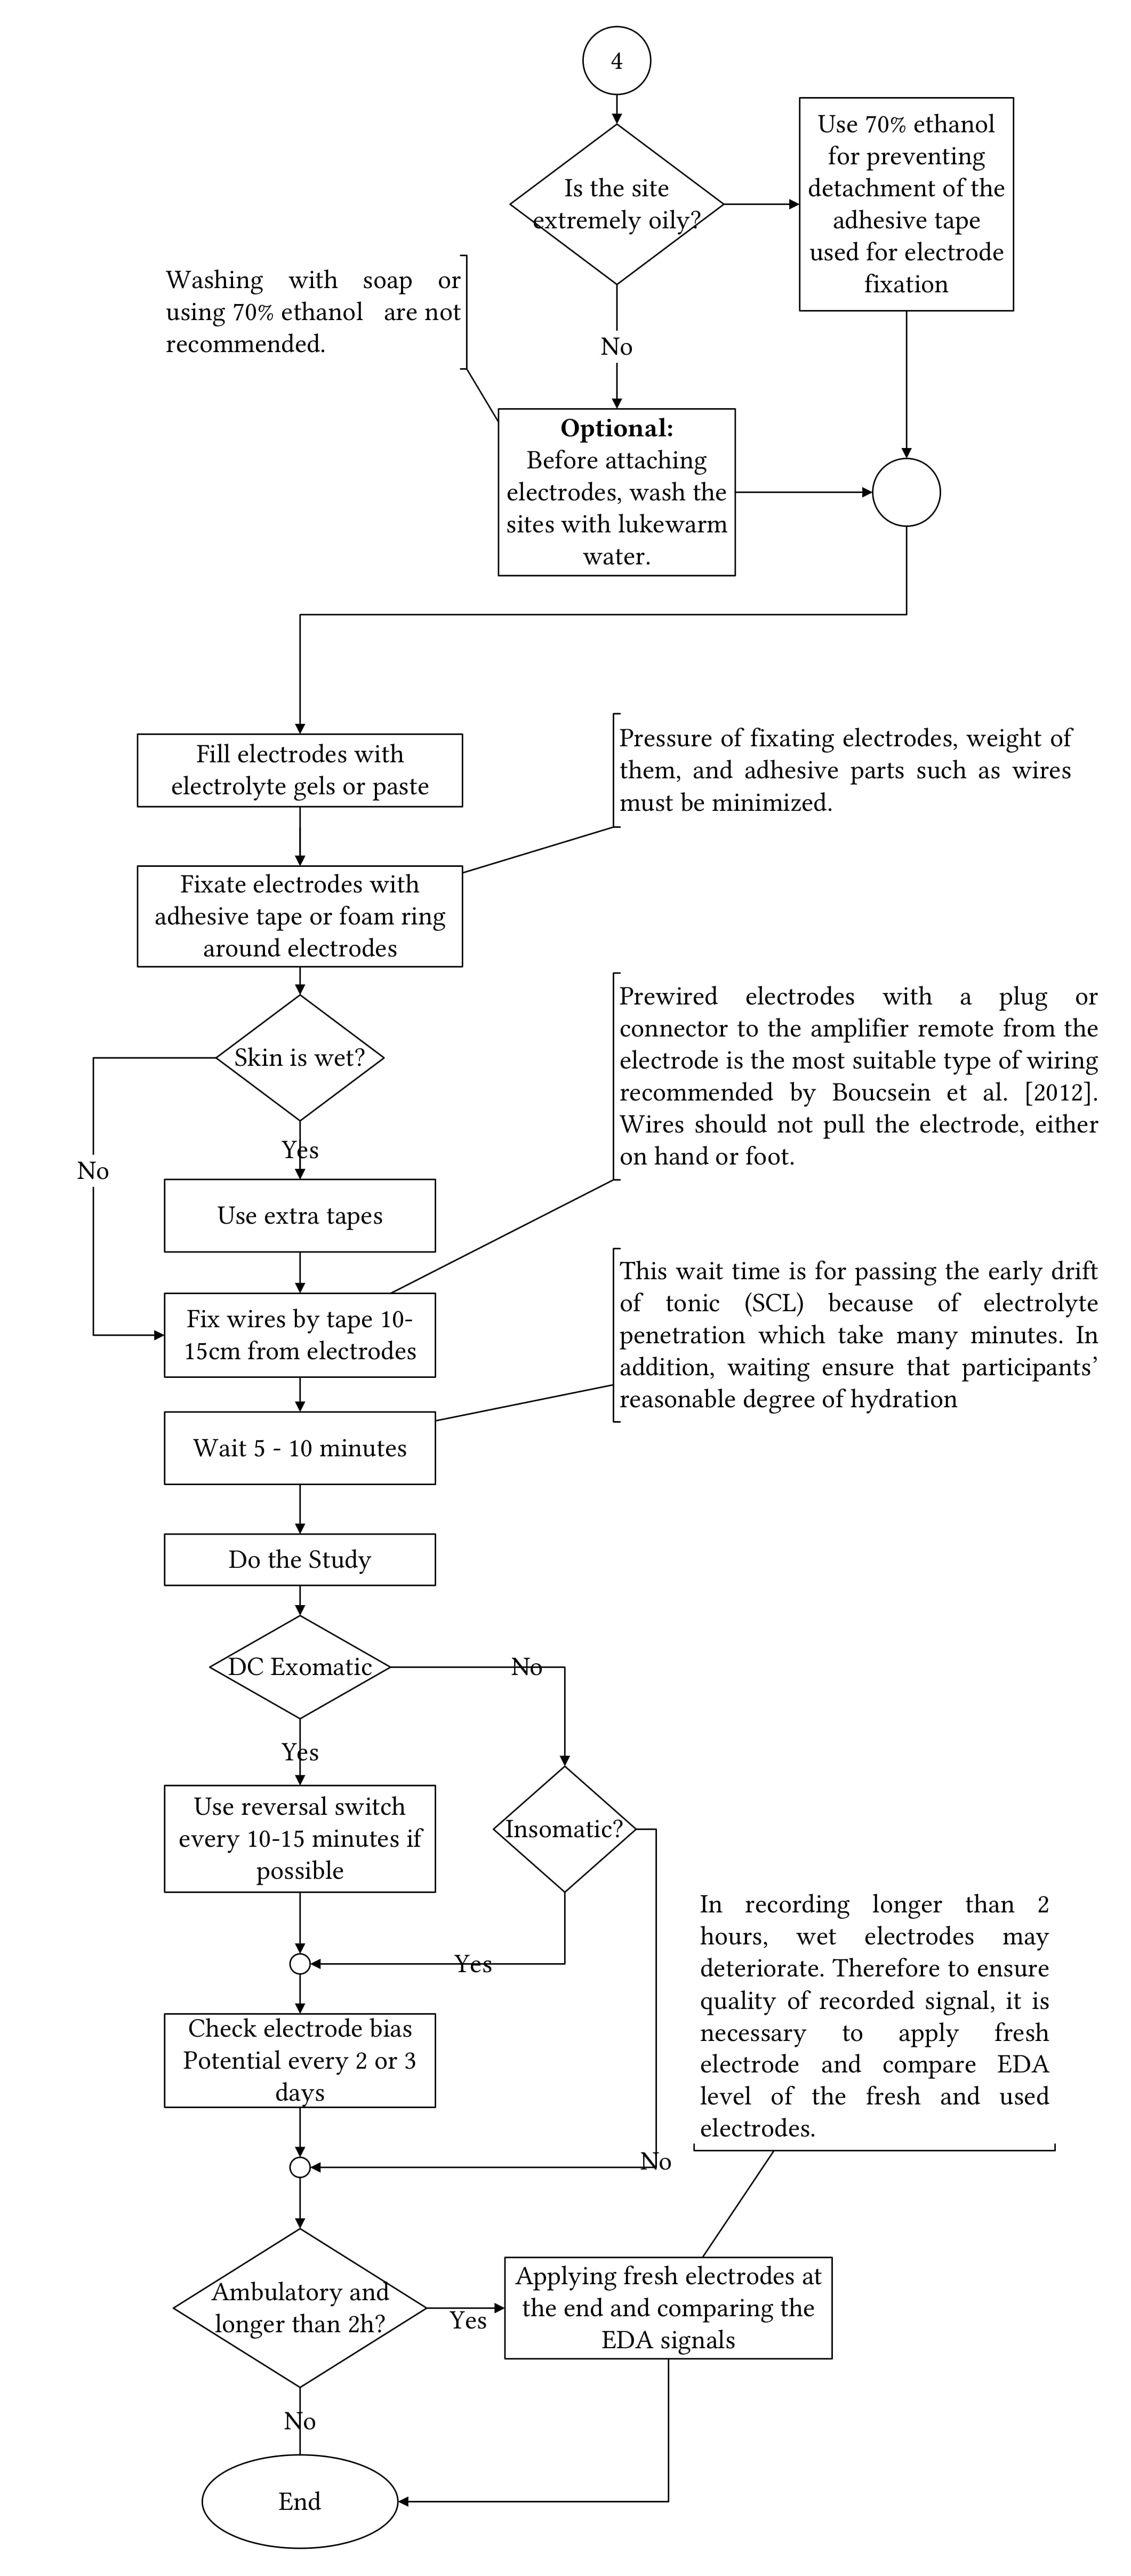 4
Is the site
extremely oily?
Use 70% ethanol
for preventing
detachment of the
adhesive tape
used for electrode
fixation
Washing with soap or
using 70% ethanol are not
recommended.
No
Optional:
Before attaching
electrodes, wash the
sites with lukewarm
water.
Fill electrodes with
electrolyte gels or paste
Pressure of fixating electrodes, weight of
them, and adhesive parts such as wires
must be minimized.
Fixate electrodes with
adhesive tape or foam ring
around electrodes
Skin is wet?
Prewired electrodes with a plug or
connector to the amplifier remote from the
electrode is the most suitable type of wiring
recommended by Boucsein et al. [2012].
Wires should not pull the electrode, either
on hand or foot.
Yes
No
Use extra tapes
Fix wires by tape 10-
15cm from electrodes
This wait time is for passing the early drift
of tonic (SCL) because of electrolyte
penetration which take many minutes. In
addition, waiting ensure that participants’
reasonable degree of hydration
Wait 5 - 10 minutes
Do the Study
DC Exomatic
No
Yes
Use reversal switch
every 10-15 minutes if
possible
Insomatic?
Yes
Check electrode bias
Potential every 2 or 3
days
In recording longer than 2
hours, wet electrodes may
deteriorate. Therefore to ensure
quality of recorded signal, it is
necessary to apply fresh
electrode and compare EDA
level of the fresh and used
electrodes.
No
Ambulatory and
longer than 2h?
Yes
Applying fresh electrodes at
the end and comparing the
EDA signals
No
End